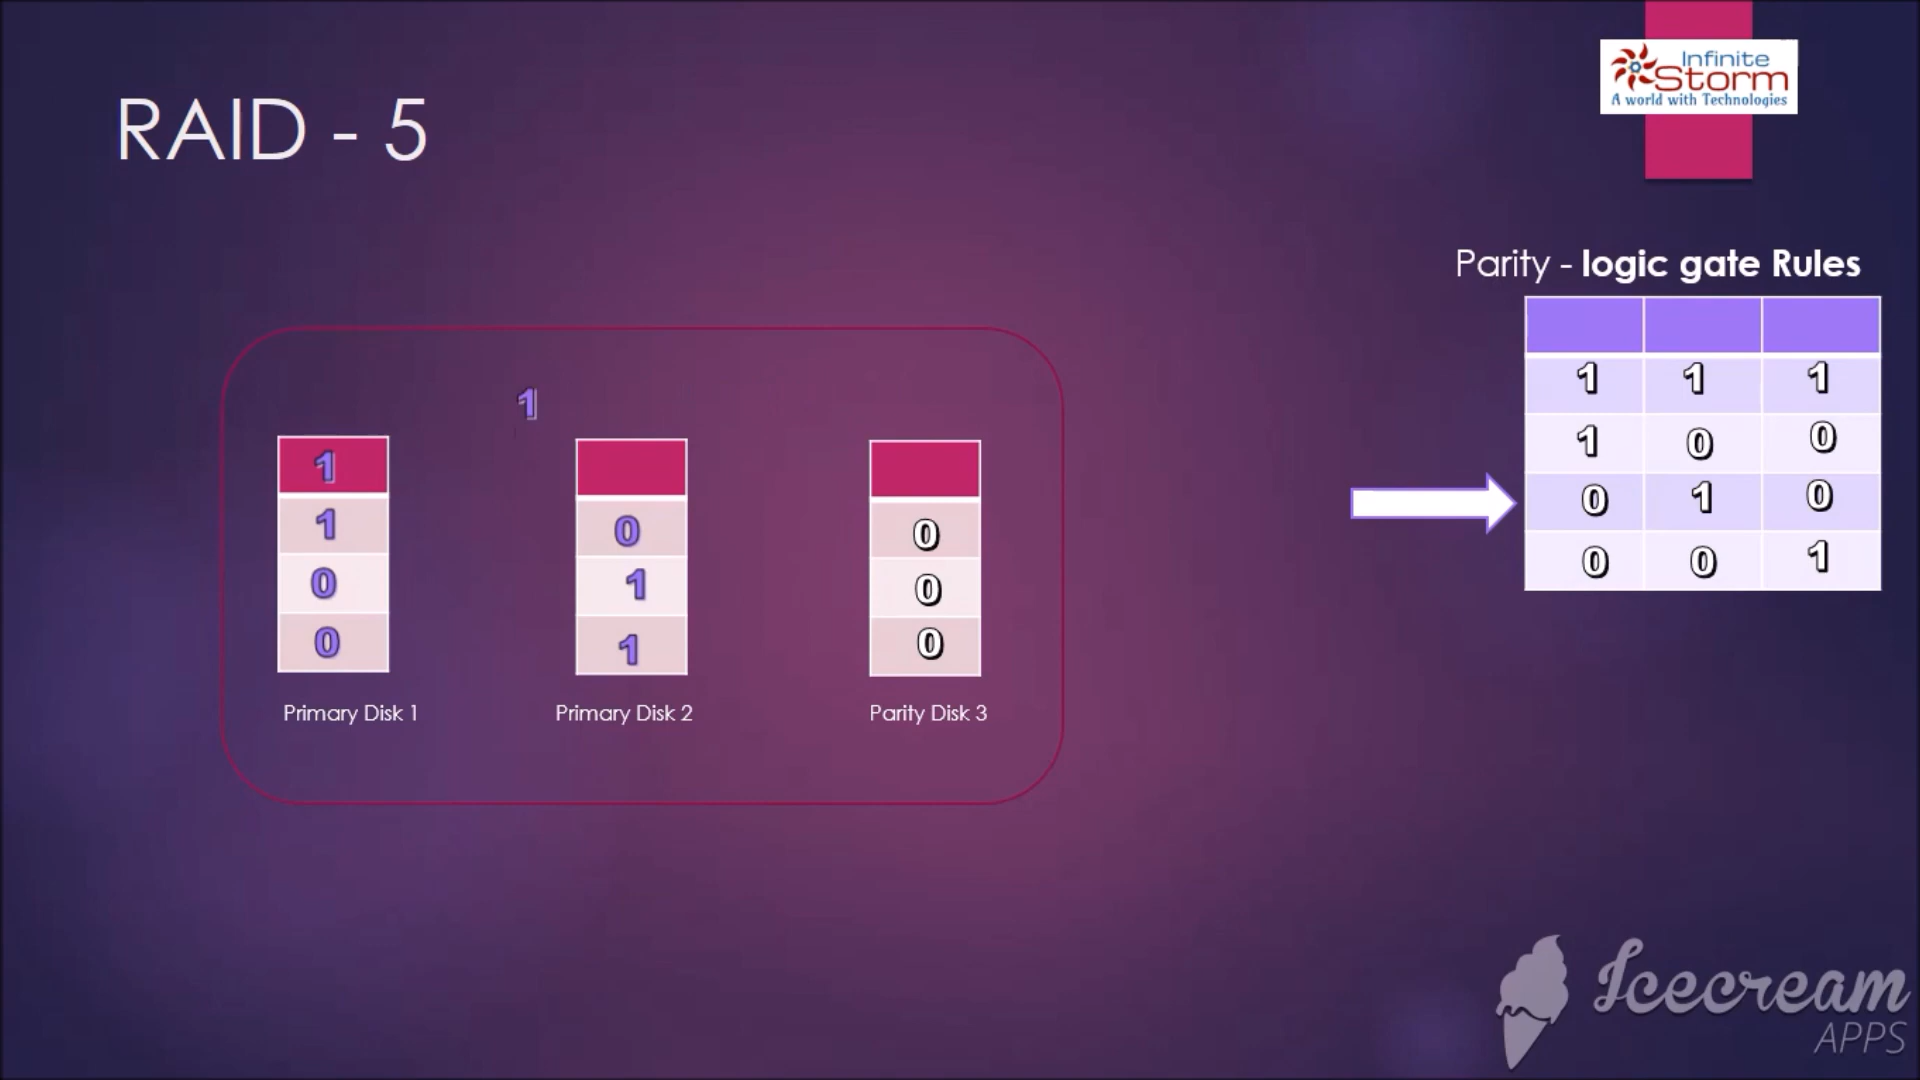 Infinite
Storm
A world with Technologies
RAID - 5
Parity - logic gate Rules
1 1 1
1 0 0
0 1 0
0 0 1
1
1
1 0 0
0 1 0
0 1 0
Primary Disk 1 Primary Disk 2 Parity Disk 3
Icecream
APPS